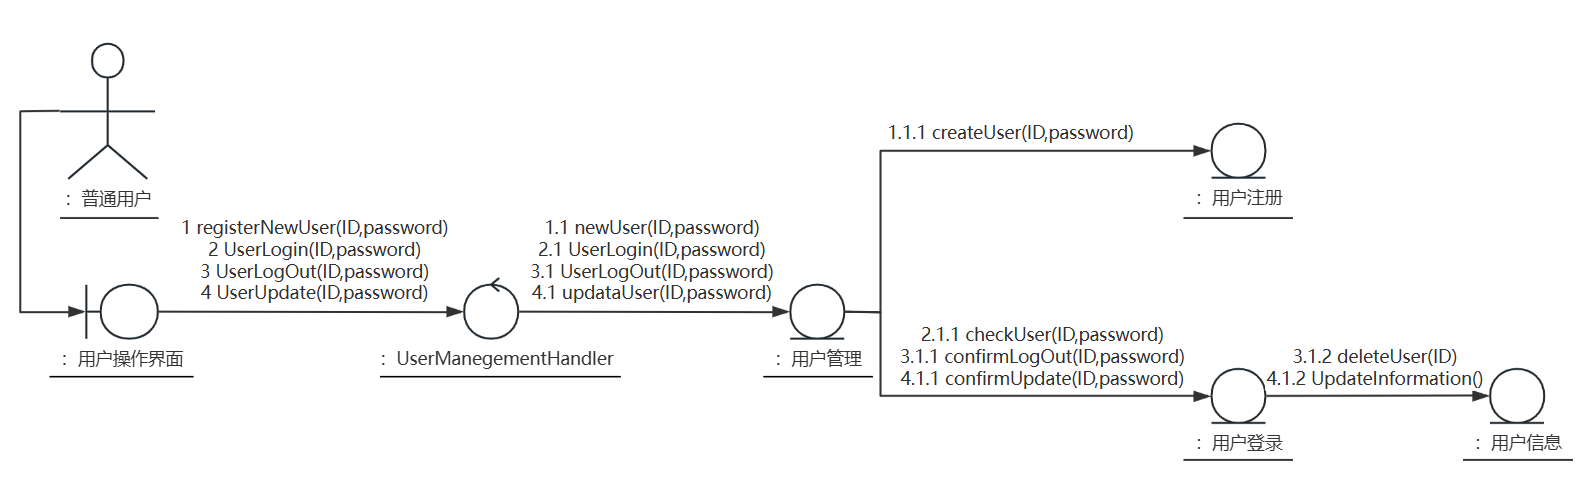 ：普通用户
1 registerNewUser(ID,password)
2 UserLogin(ID,password)
3 UserLogOut(ID,password)
4 UserUpdate(ID,password)
：用户操作界面
：UserManegementHandler
1.1 newUser(ID,password)
2.1 UserLogin(ID,password)
3.1 UserLogOut(ID,password)
4.1 updataUser(ID,password)
：用户管理
1.1.1 createUser(ID,password)
：用户注册
2.1.1 checkUser(ID,password)
3.1.1 confirmLogOut(ID,password)
4.1.1 confirmUpdate(ID,password)
：用户登录
3.1.2 deleteUser(ID)
4.1.2 UpdateInformation()
：用户信息